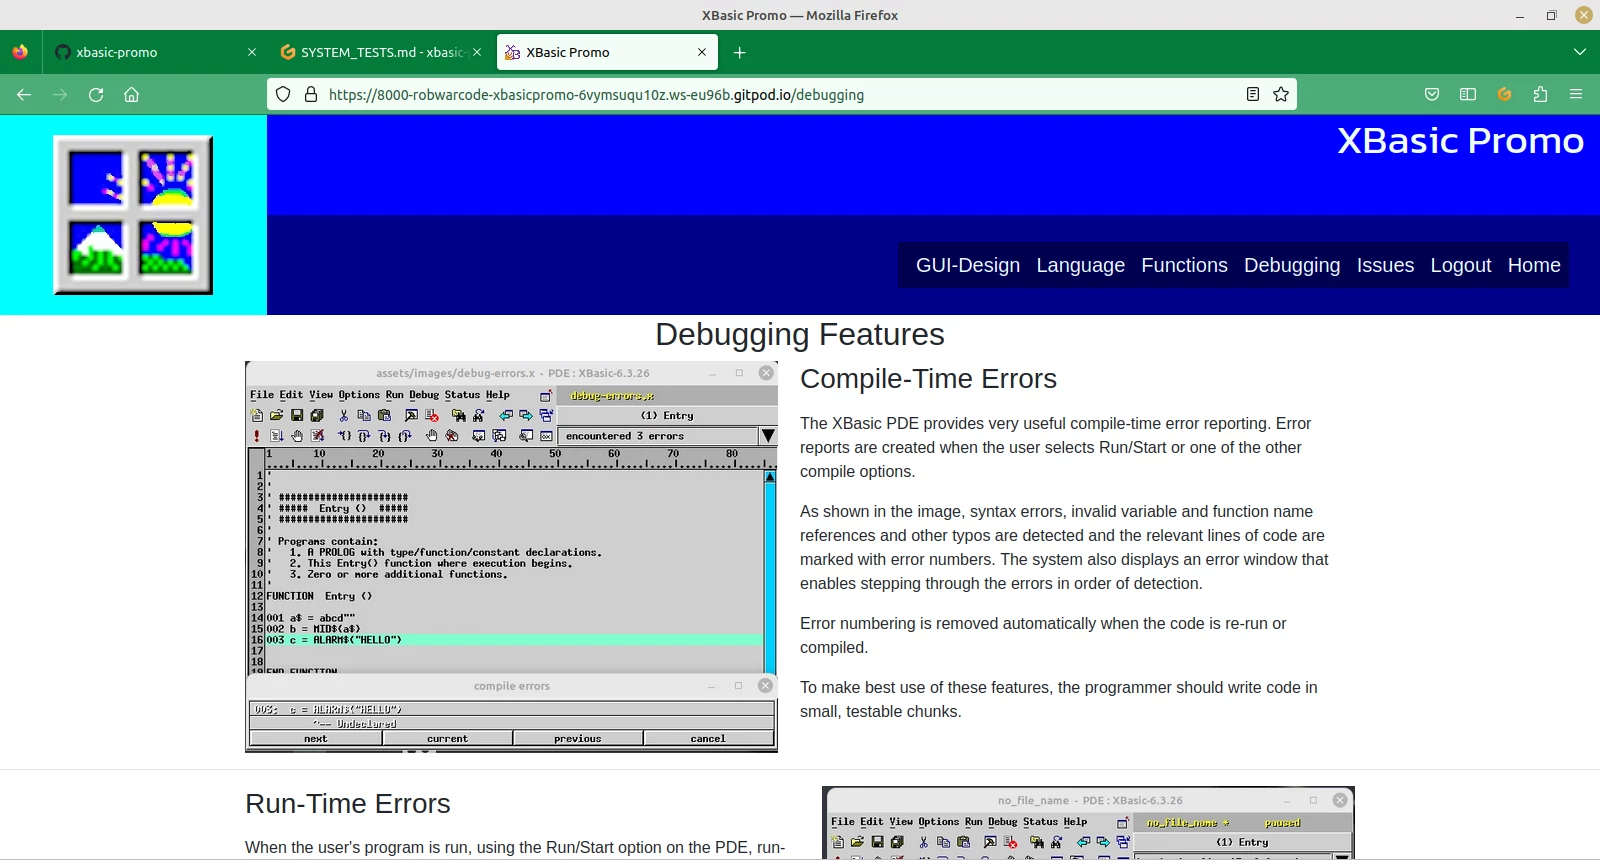 XBasic Promo — Mozilla Firefox
xbasic-promo
SYSTEM_TESTS.md - xbasic-
XBasic Promo
https://8000-robwarcode-xbasicpromo-6vymsuqu10z.ws-eu96b.gitpod.io/debugging
XBasic Promo
GUI-Design Language Functions Debugging Issues Logout Home
Debugging Features
assets/images/debug-errors.x - PDE : XBasic-6.3.26
File Edit View Options Run Debug Status Help
debug-errors.x
(1) Entry
encountered 3 errors
1 10 20 30 40 50 60 70 80
1 '
2 '
3 ' ######################
4 ' ##### Entry () #####
5 ' ######################
6 '
7 ' Programs contain:
8 ' 1. A PROLOG with type/function/constant declarations.
9 ' 2. This Entry() function where execution begins.
10 ' 3. Zero or more additional functions.
11 '
12 FUNCTION Entry ()
13
14 001 a$ = abcd""
15 002 b = MID$(a$)
16 003 c = ALARM$("HELLO")
17
18
19 END FUNCTION
compile errors
003: c = ALARM$("HELLO")
^-- Undeclared
next current previous cancel
Compile-Time Errors
The XBasic PDE provides very useful compile-time error reporting. Error
reports are created when the user selects Run/Start or one of the other
compile options.
As shown in the image, syntax errors, invalid variable and function name
references and other typos are detected and the relevant lines of code are
marked with error numbers. The system also displays an error window that
enables stepping through the errors in order of detection.
Error numbering is removed automatically when the code is re-run or
compiled.
To make best use of these features, the programmer should write code in
small, testable chunks.
Run-Time Errors
When the user's program is run, using the Run/Start option on the PDE, run-
no_file_name - PDE : XBasic-6.3.26
File Edit View Options Run Debug Status Help
no_file_name * paused
(1) Entry